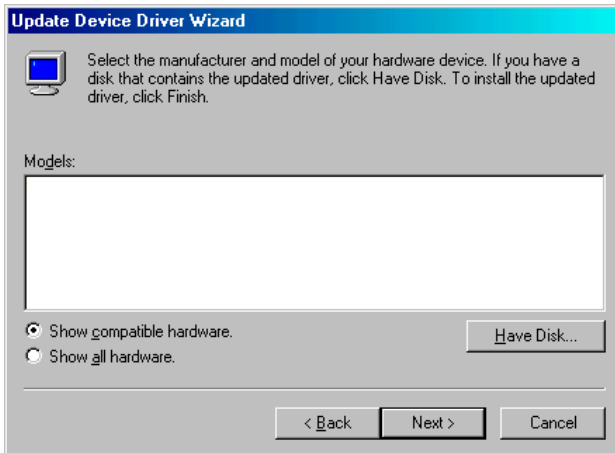 Update Device Driver Wizard
Select the manufacturer and model of your hardware device. If you have a
disk that contains the updated driver, click Have Disk. To install the updated
driver, click Finish.
Models:
Show compatible hardware.
Have Disk...
Show all hardware.
< Back
Next >
Cancel